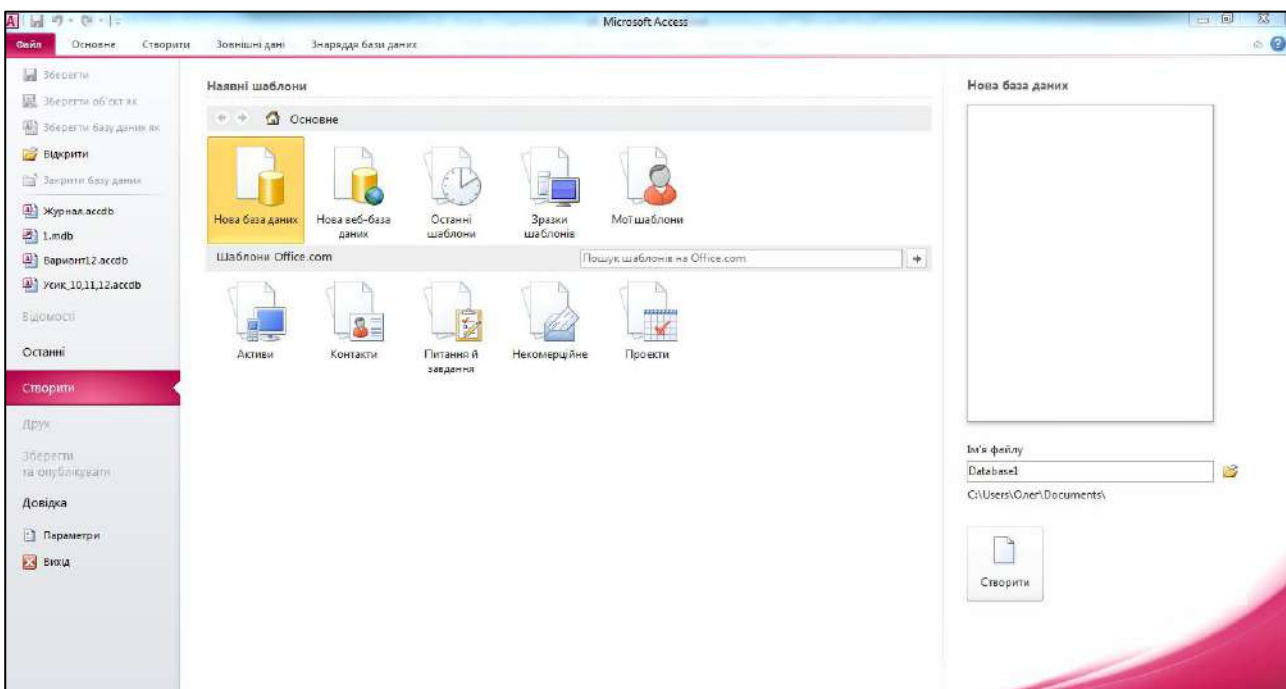 Microsoft Access
Файл Основне Створити Зовнішні дані Знаряддя бази даних
Зберегти
Зберегти об'єкт як
Зберегти базу даних як
Відкрити
Закрити базу даних
Журнал.accdb
1.mdb
Вариант12.accdb
Усик_10,11,12.accdb
Відомості
Останні
Створити
Друк
Зберегти
та опублікувати
Довідка
Параметри
Вихід
Наявні шаблони
Основне
Нова база даних
Нова веб-база
даних
Останні
шаблони
Зразки
шаблонів
Мої шаблони
Шаблони Office.com
Пошук шаблонів на Office.com
Активи
Контакти
Питання й
завдання
Некомерційне
Проекти
Нова база даних
Ім'я файлу
Database1
C:\Users\Олег\Documents\
Створити